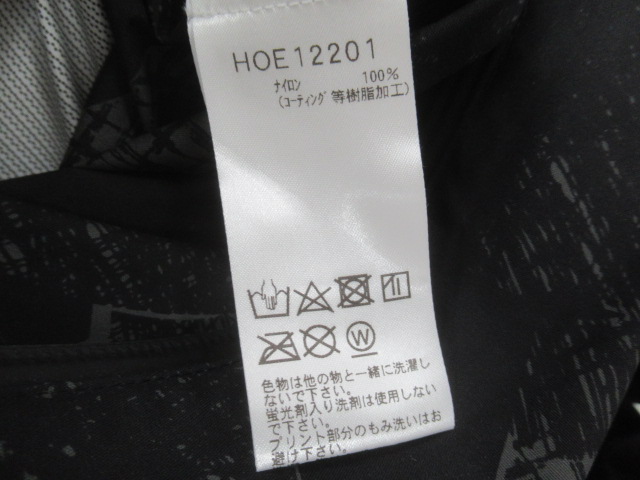 HOE12201
ナイロン 100%
(コーティング等樹脂加工)
W
色物は他の物と一緒に洗濯し
ないで下さい。
蛍光剤入り洗剤は使用しない
で下さい。
プリント部分のもみ洗いはお
避け下さい。